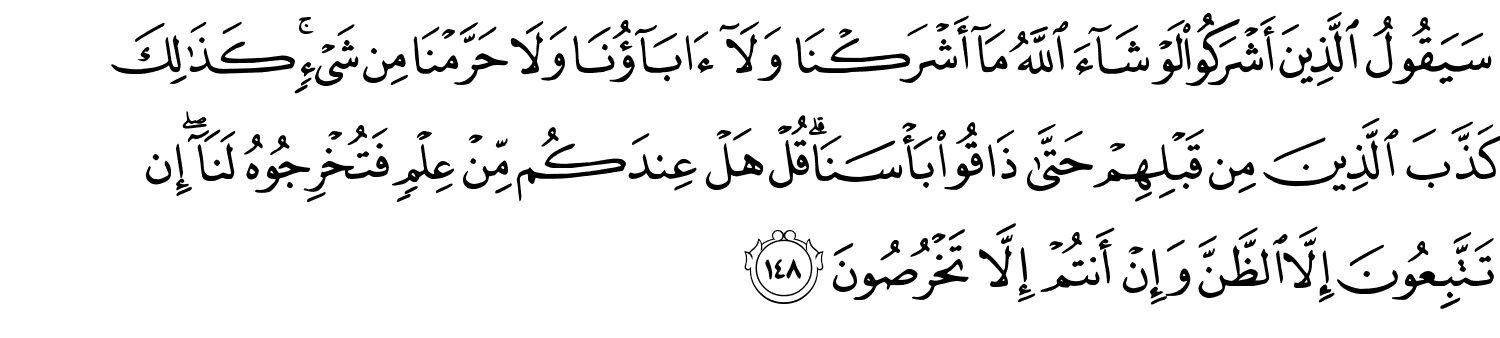 سَيَقُولُ ٱلَّذِينَ أَشْرَكُوا۟ لَوْ شَآءَ ٱللَّهُ مَآ أَشْرَكْنَا وَلَآ ءَابَآؤُنَا وَلَا حَرَّمْنَا مِن شَىْءٍۚ كَذَٰلِكَ
كَذَّبَ ٱلَّذِينَ مِن قَبْلِهِمْ حَتَّىٰ ذَاقُوا۟ بَأْسَنَاۗ قُلْ هَلْ عِندَكُم مِّنْ عِلْمٍ فَتُخْرِجُوهُ لَنَآۖ إِن
تَتَّبِعُونَ إِلَّا ٱلظَّنَّ وَإِنْ أَنتُمْ إِلَّا تَخْرُصُونَ ١٤٨